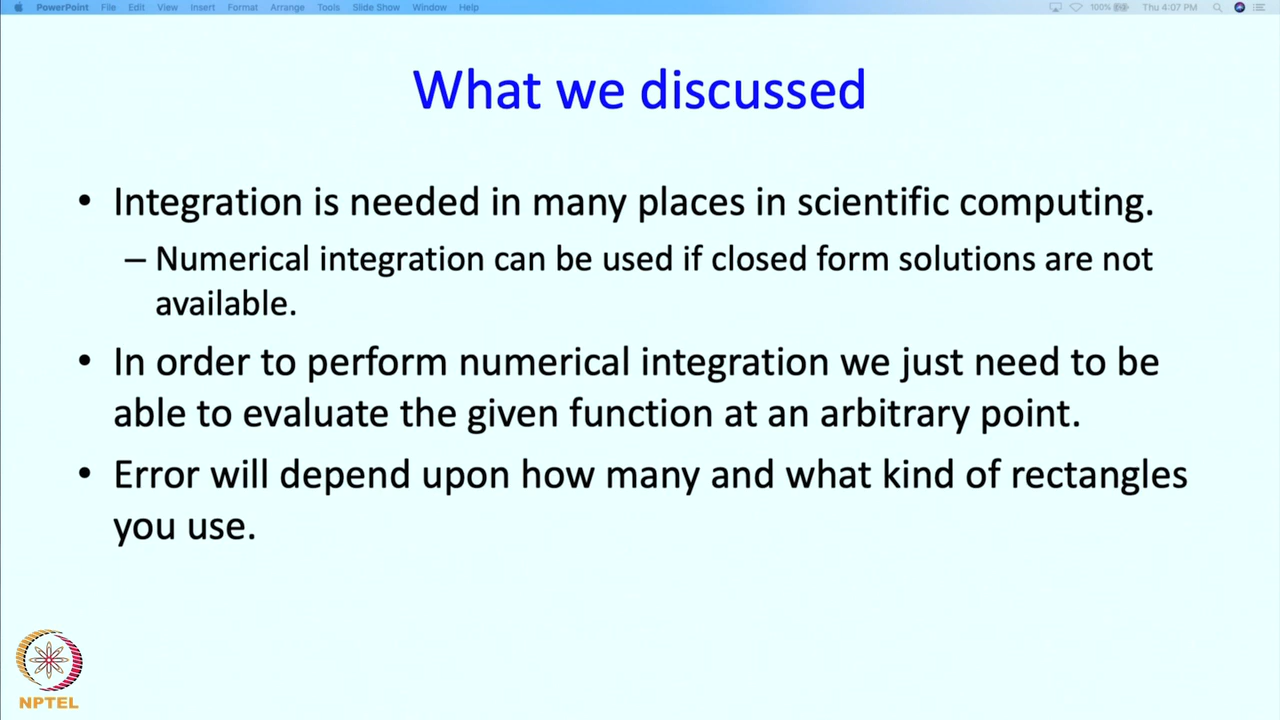 PowerPoint File Edit View Insert Format Arrange Tools Slide Show Window Help 100% Thu 4:07 PM
What we discussed
• Integration is needed in many places in scientific computing.
– Numerical integration can be used if closed form solutions are not
available.
• In order to perform numerical integration we just need to be
able to evaluate the given function at an arbitrary point.
• Error will depend upon how many and what kind of rectangles
you use.
NPTEL